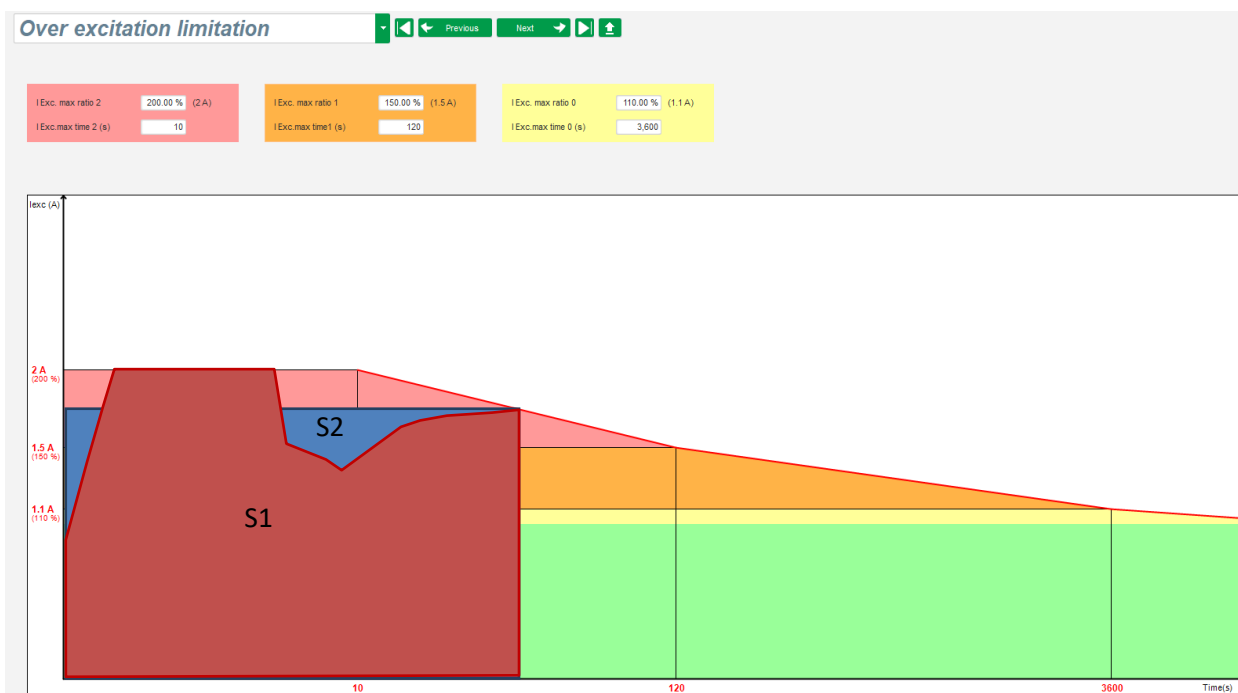 Over excitation limitation
Previous
Next
I Exc. max ratio 2 200.00 % (2 A)
I Exc.max time 2 (s) 10
I Exc. max ratio 1 150.00 % (1.5 A)
I Exc.max time1 (s) 120
I Exc. max ratio 0 110.00 % (1.1 A)
I Exc.max time 0 (s) 3,600
Iexc (A)
2 A
(200 %)
S2
1.5 A
(150 %)
1.1 A
(110 %)
S1
10 120 3600 Time(s)